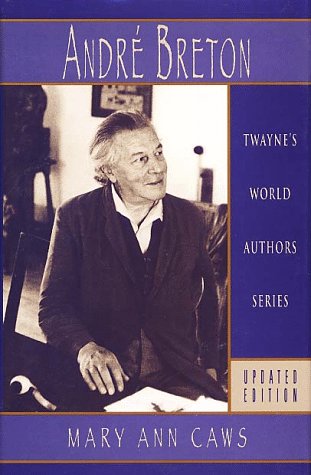 ANDRÉ BRETON
TWAYNE'S
WORLD
AUTHORS
SERIES
UPDATED
EDITION
MARY ANN CAWS